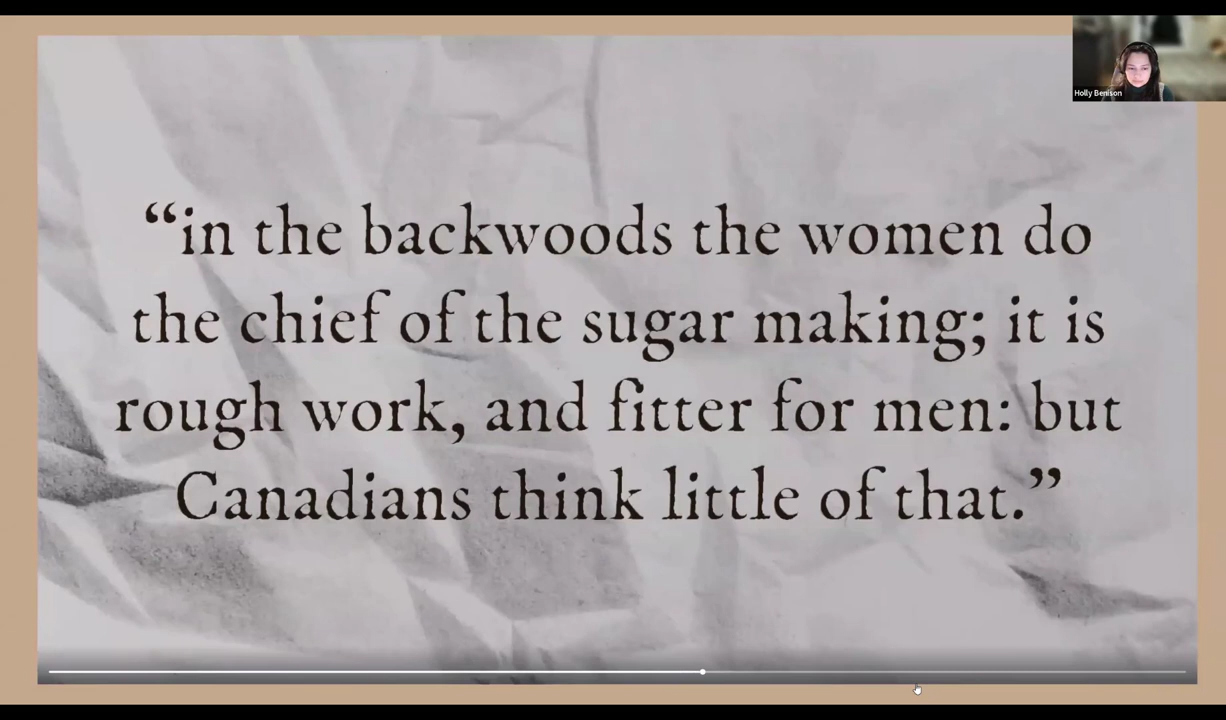 Holly Benison
“in the backwoods the women do
the chief of the sugar making; it is
rough work, and fitter for men: but
Canadians think little of that.”